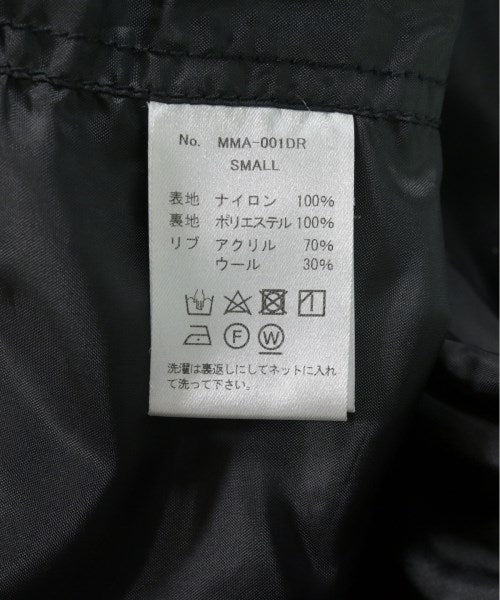 No. MMA-001DR
SMALL
表地 ナイロン 100%
裏地 ポリエステル 100%
リブ アクリル 70%
ウール 30%
F W
洗濯は裏返しにしてネットに入れ
て洗って下さい。